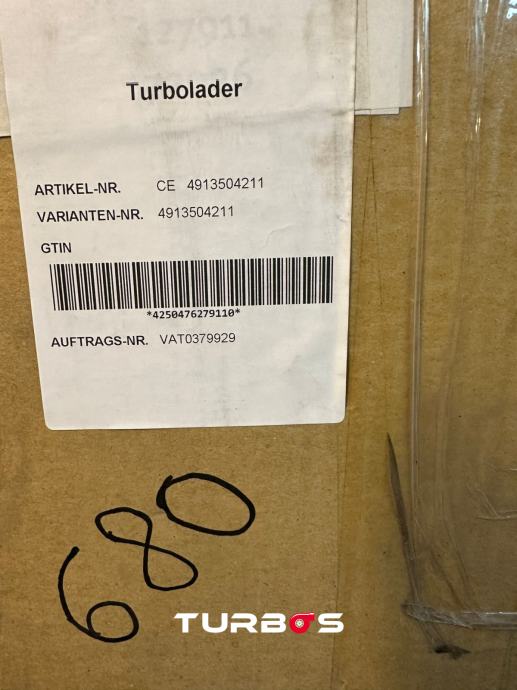 Turbolader
ARTIKEL-NR. CE 4913504211
VARIANTEN-NR. 4913504211
GTIN
*4250476279110*
AUFTRAGS-NR. VAT0379929
680
TURBOS